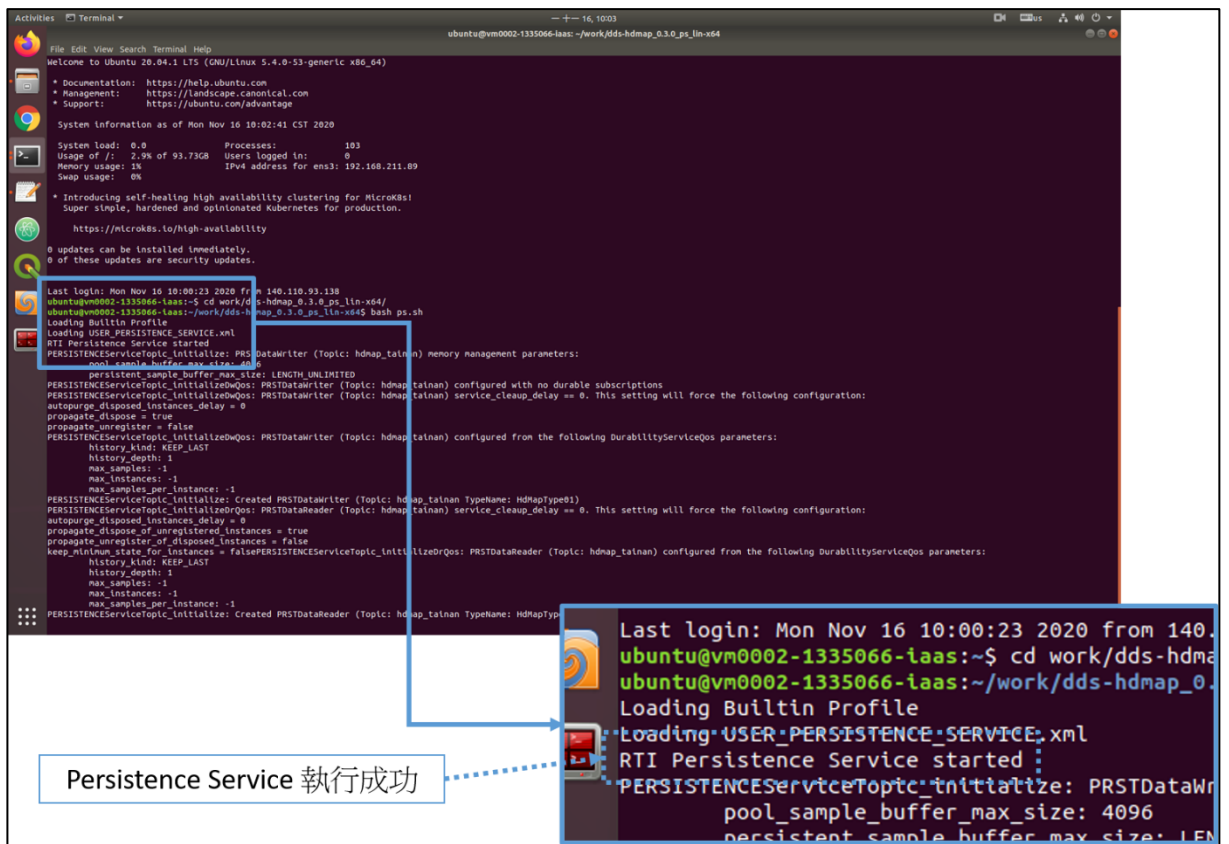 Activities Terminal 一 十一 16, 10:03 us
ubuntu@vm0002-1335066-iaas: ~/work/dds-hdmap_0.3.0_ps_lin-x64
File Edit View Search Terminal Help
Welcome to Ubuntu 20.04.1 LTS (GNU/Linux 5.4.0-53-generic x86_64)
* Documentation: https://help.ubuntu.com
* Management: https://landscape.canonical.com
* Support: https://ubuntu.com/advantage
System information as of Mon Nov 16 10:02:41 CST 2020
System load: 0.0 Processes: 103
Usage of /: 2.9% of 93.73GB Users logged in: 0
Memory usage: 1% IPv4 address for ens3: 192.168.211.89
Swap usage: 0%
* Introducing self-healing high availability clustering for MicroK8s!
Super simple, hardened and opinionated Kubernetes for production.
https://microk8s.io/high-availability
0 updates can be installed immediately.
0 of these updates are security updates.
Last login: Mon Nov 16 10:00:23 2020 from 140.110.93.138
ubuntu@vm0002-1335066-iaas:~$ cd work/dds-hdmap_0.3.0_ps_lin-x64/
ubuntu@vm0002-1335066-iaas:~/work/dds-hdmap_0.3.0_ps_lin-x64$ bash ps.sh
Loading Builtin Profile
Loading USER_PERSISTENCE_SERVICE.xml
RTI Persistence Service started
PERSISTENCEServiceTopic_initialize: PRSTDataWriter (Topic: hdmap_tainan) memory management parameters:
pool_sample_buffer_max_size: 4096
persistent_sample_buffer_max_size: LENGTH_UNLIMITED
PERSISTENCEServiceTopic_initializeDwQos: PRSTDataWriter (Topic: hdmap_tainan) configured with no durable subscriptions
PERSISTENCEServiceTopic_initializeDwQos: PRSTDataWriter (Topic: hdmap_tainan) service_cleaup_delay == 0. This setting will force the following configuration:
autopurge_disposed_instances_delay = 0
propagate_dispose = true
propagate_unregister = false
PERSISTENCEServiceTopic_initializeDwQos: PRSTDataWriter (Topic: hdmap_tainan) configured from the following DurabilityServiceQos parameters:
history_kind: KEEP_LAST
history_depth: 1
max_samples: -1
max_instances: -1
max_samples_per_instance: -1
PERSISTENCEServiceTopic_initialize: Created PRSTDataWriter (Topic: hdmap_tainan TypeName: HdMapType01)
PERSISTENCEServiceTopic_initializeDrQos: PRSTDataReader (Topic: hdmap_tainan) service_cleaup_delay == 0. This setting will force the following configuration:
autopurge_disposed_instances_delay = 0
propagate_dispose_of_unregistered_instances = true
propagate_unregister_of_disposed_instances = false
keep_minimum_state_for_instances = falsePERSISTENCEServiceTopic_initializeDrQos: PRSTDataReader (Topic: hdmap_tainan) configured from the following DurabilityServiceQos parameters:
history_kind: KEEP_LAST
history_depth: 1
max_samples: -1
max_instances: -1
max_samples_per_instance: -1
PERSISTENCEServiceTopic_initialize: Created PRSTDataReader (Topic: hdmap_tainan TypeName: HdMapTyp
Last login: Mon Nov 16 10:00:23 2020 from 140.
ubuntu@vm0002-1335066-iaas:~$ cd work/dds-hdma
ubuntu@vm0002-1335066-iaas:~/work/dds-hdmap_0.
Loading Builtin Profile
Loading USER_PERSISTENCE_SERVICE.xml
RTI Persistence Service started
PERSISTENCEServiceTopic_initialize: PRSTDataWr
pool_sample_buffer_max_size: 4096
persistent_sample_buffer_max_size: LEN
Persistence Service 執行成功